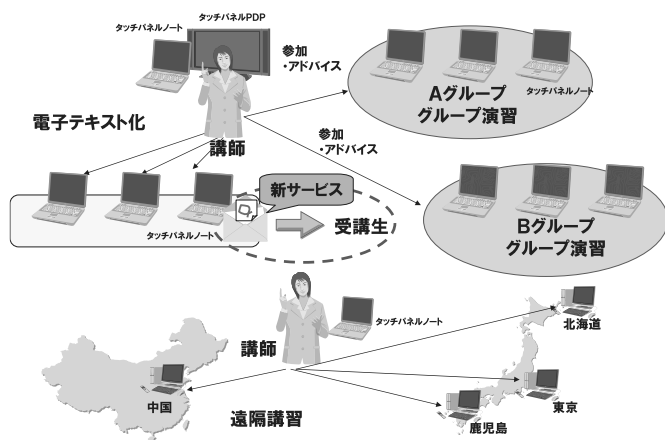 タッチパネルPDP
タッチパネルノート
参加
・アドバイス
Aグループ
グループ演習
タッチパネルノート
電子テキスト化
講師
参加
・アドバイス
新サービス
受講生
タッチパネルノート
Bグループ
グループ演習
タッチパネルノート
講師
北海道
中国
東京
鹿児島
遠隔講習